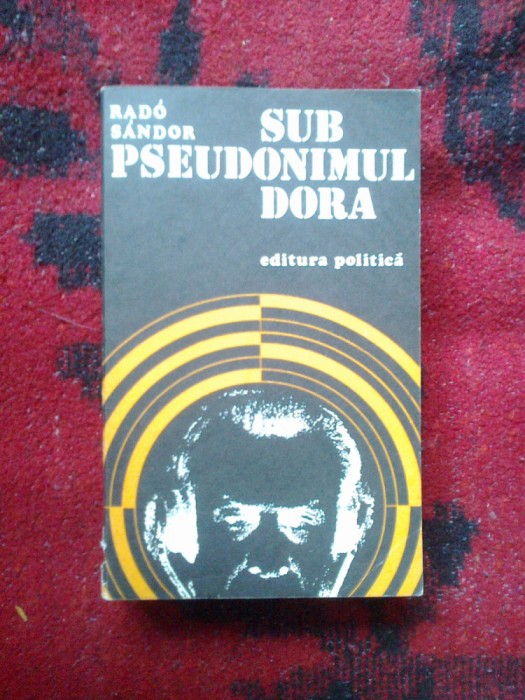 RADÓ
SÁNDOR
SUB
PSEUDONIMUL
DORA
editura politică